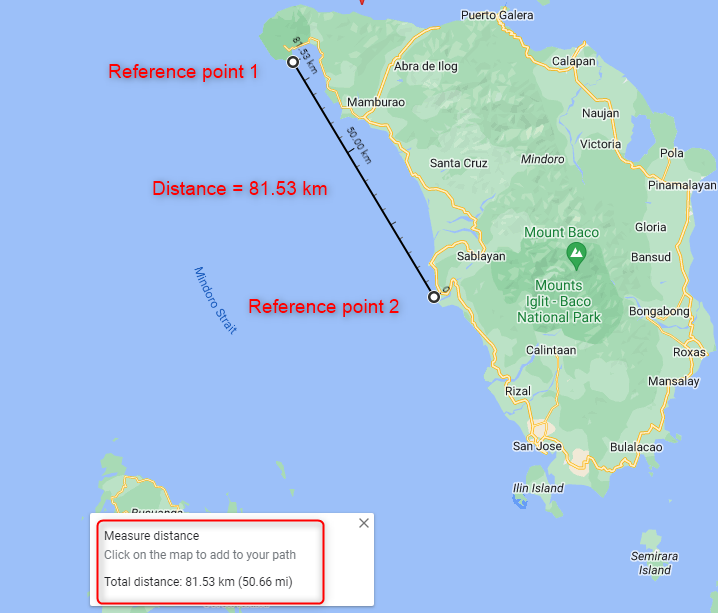 Puerto Galera
81.53 km
Reference point 1
Abra de Ilog
Calapan
Mamburao
Naujan
50.00 km
Victoria
Santa Cruz
Mindoro
Pola
Distance = 81.53 km
Pinamalayan
Mount Baco
Gloria
Sablayan
Bansud
Mindoro Strait
Mounts
Iglit - Baco
National Park
0
Reference point 2
Bongabong
Calintaan
Roxas
Rizal
Mansalay
San Jose
Bulalacao
Ilin Island
Semirara
Island
Measure distance
Click on the map to add to your path
Total distance: 81.53 km (50.66 mi)